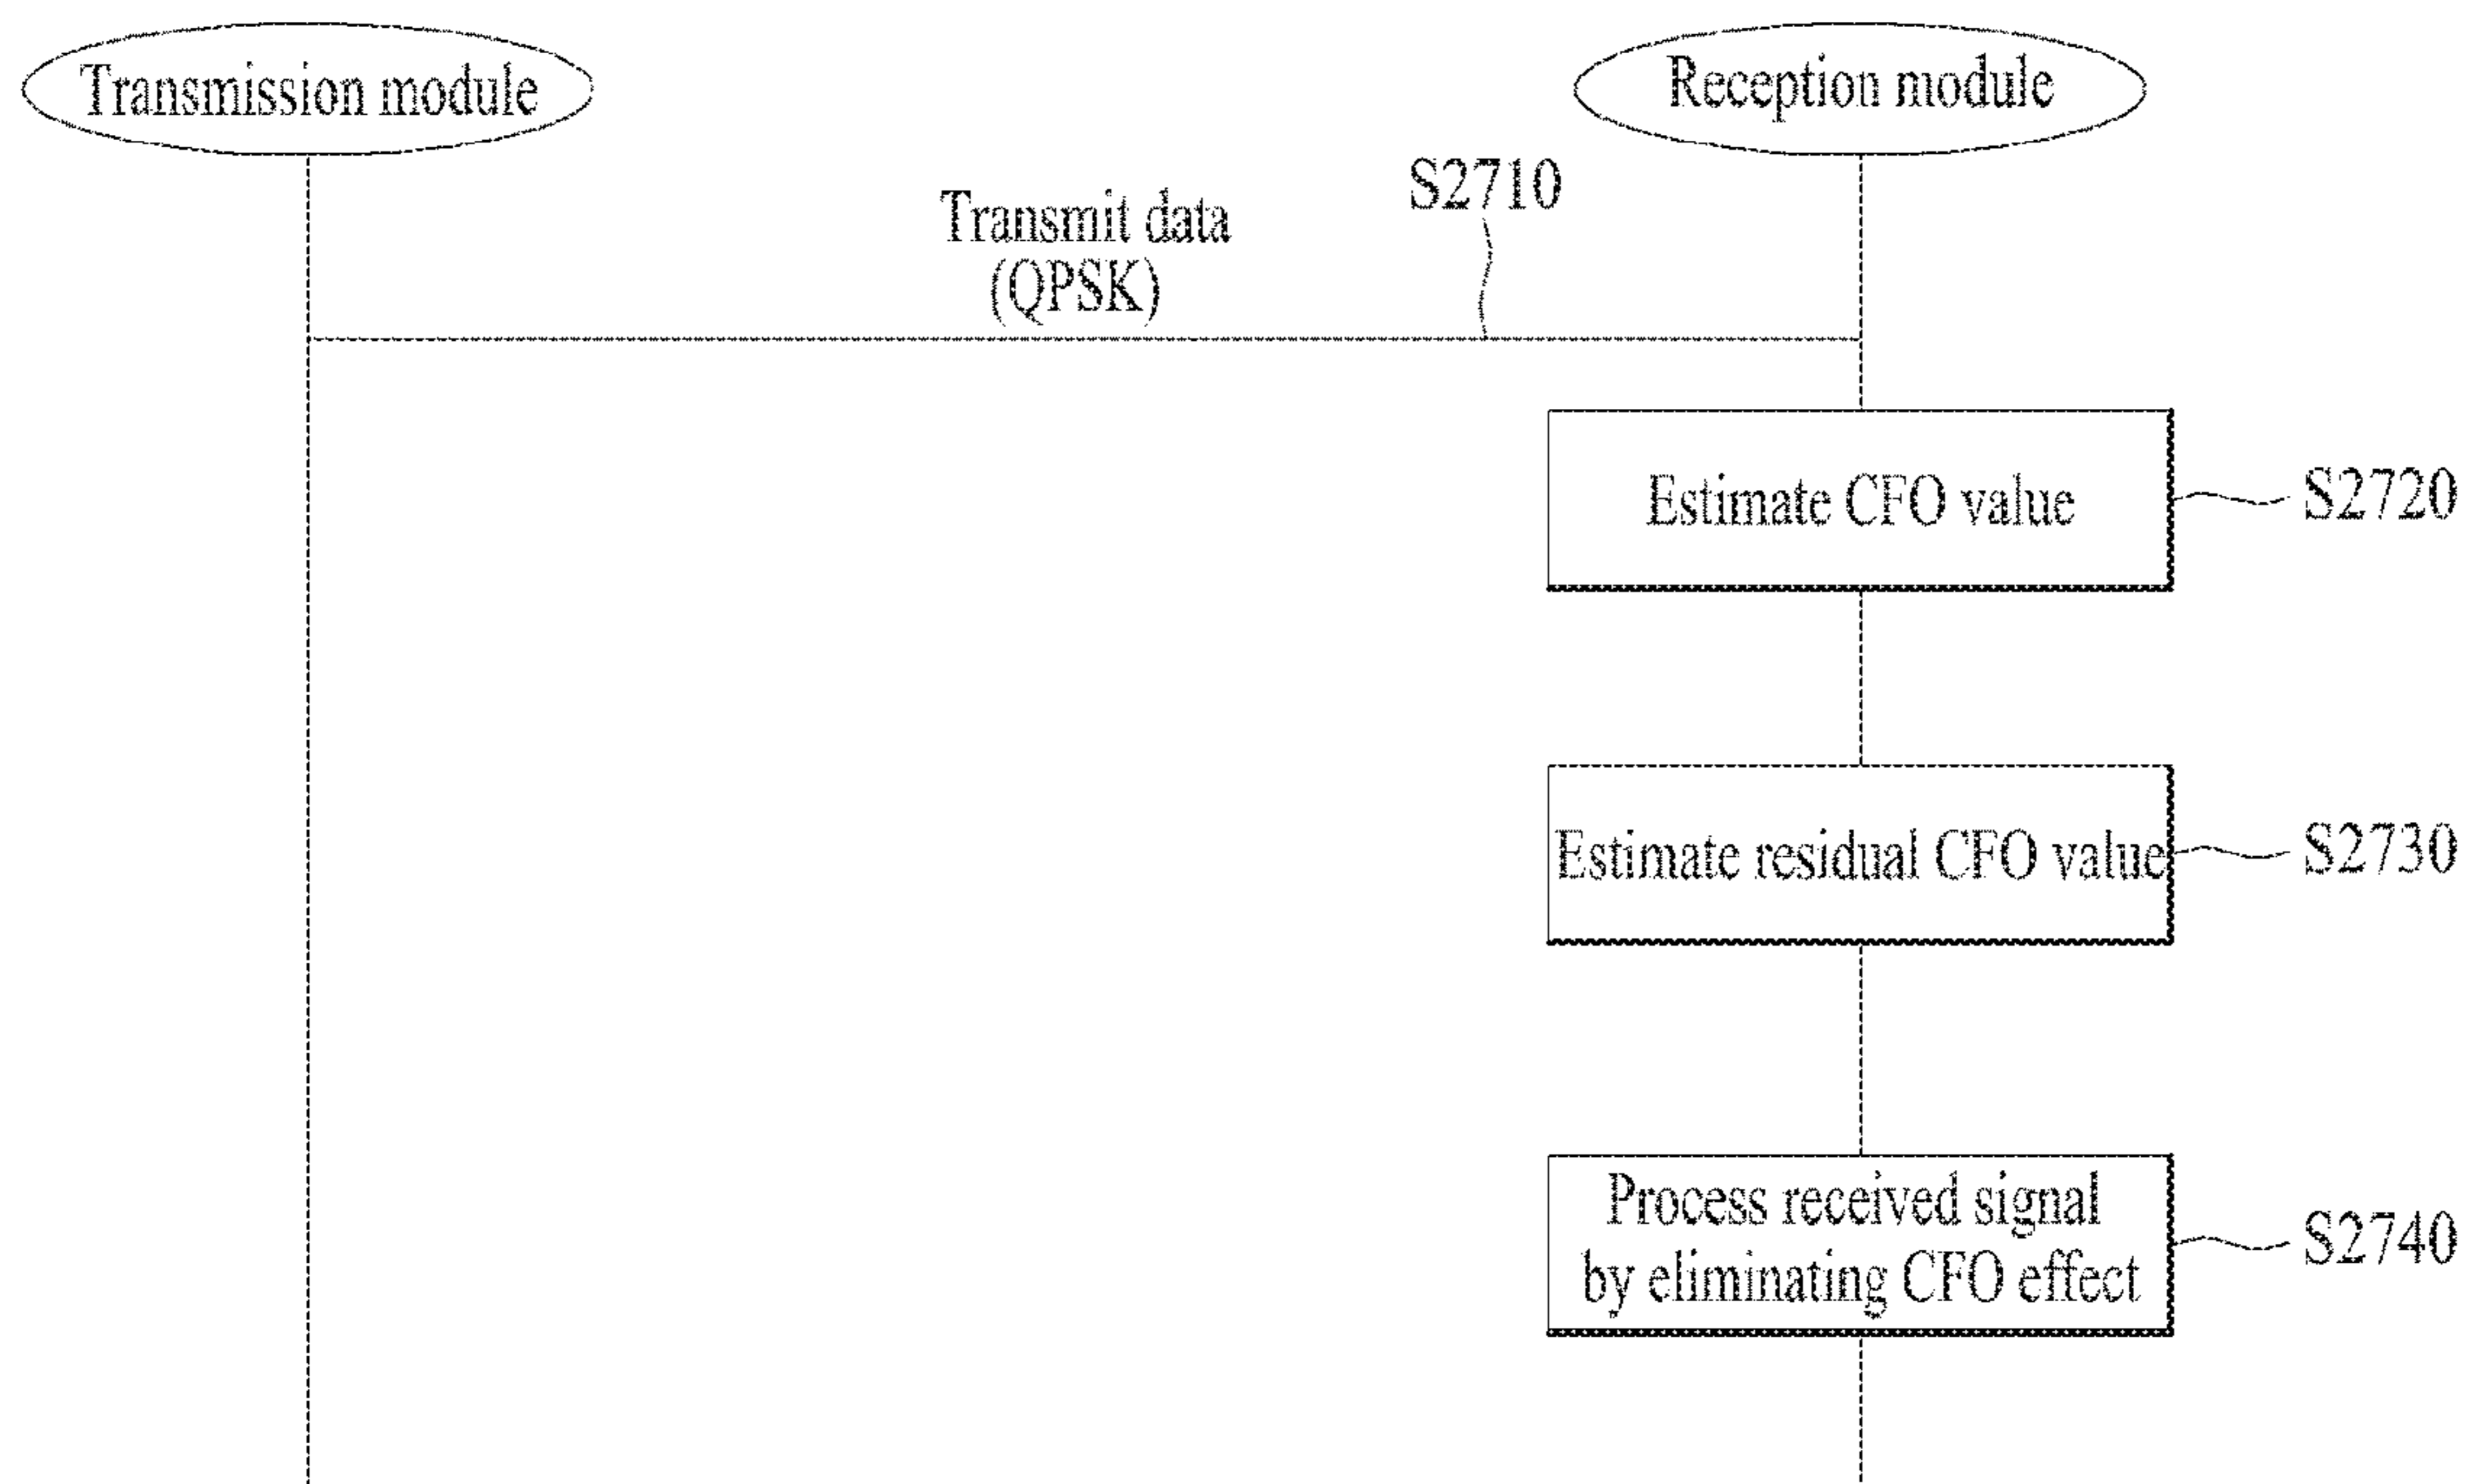 Transmission module
Reception module
S2710
Transmit data
(QPSK)
Estimate CFO value
S2720
Estimate residual CFO value
S2730
Process received signal
by eliminating CFO effect
S2740